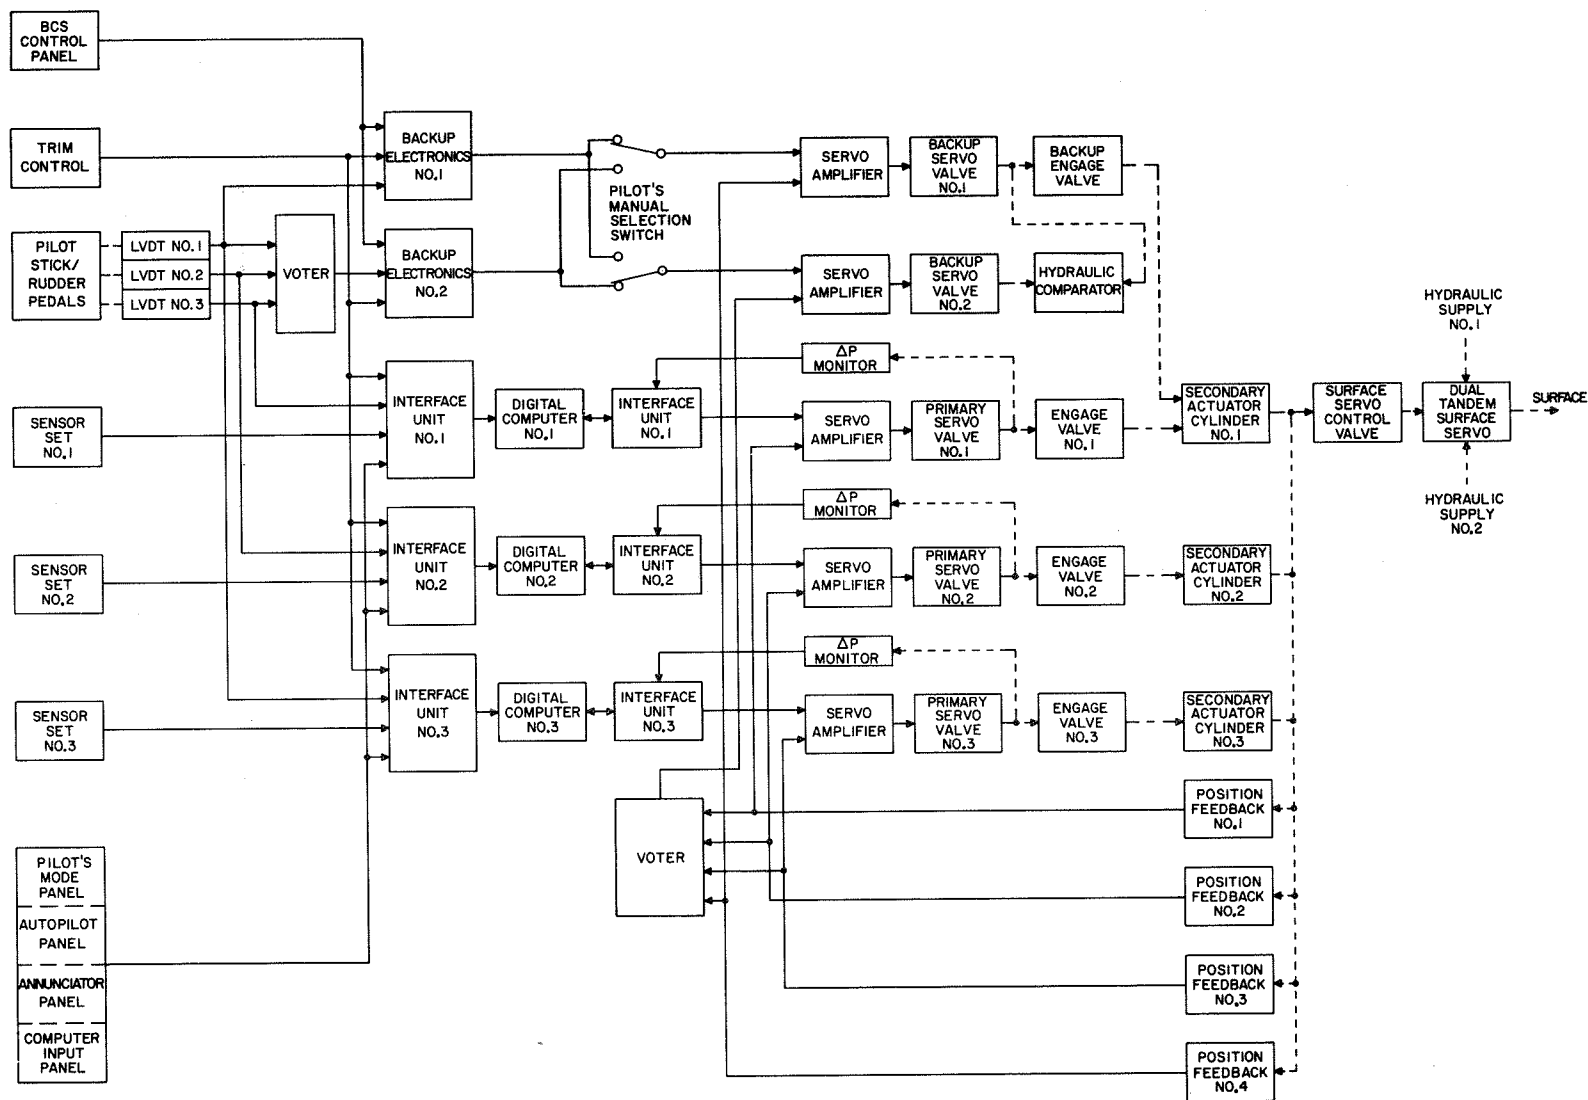 BCS
CONTROL
PANEL
TRIM
CONTROL
PILOT
STICK/
RUDDER
PEDALS
LVDT NO.1
LVDT NO.2
LVDT NO.3
VOTER
BACKUP
ELECTRONICS
NO.1
BACKUP
ELECTRONICS
NO.2
PILOT'S
MANUAL
SELECTION
SWITCH
SERVO
AMPLIFIER
BACKUP
SERVO
VALVE
NO.1
BACKUP
ENGAGE
VALVE
SERVO
AMPLIFIER
BACKUP
SERVO
VALVE
NO.2
HYDRAULIC
COMPARATOR
SENSOR
SET
NO.1
INTERFACE
UNIT
NO.1
DIGITAL
COMPUTER
NO.1
INTERFACE
UNIT
NO.1
ΔP
MONITOR
SERVO
AMPLIFIER
PRIMARY
SERVO
VALVE
NO.1
ENGAGE
VALVE
NO.1
SECONDARY
ACTUATOR
CYLINDER
NO.1
SURFACE
SERVO
CONTROL
VALVE
HYDRAULIC
SUPPLY
NO.1
DUAL
TANDEM
SURFACE
SERVO
SURFACE
HYDRAULIC
SUPPLY
NO.2
SENSOR
SET
NO.2
INTERFACE
UNIT
NO.2
DIGITAL
COMPUTER
NO.2
INTERFACE
UNIT
NO.2
ΔP
MONITOR
SERVO
AMPLIFIER
PRIMARY
SERVO
VALVE
NO.2
ENGAGE
VALVE
NO.2
SECONDARY
ACTUATOR
CYLINDER
NO.2
SENSOR
SET
NO.3
INTERFACE
UNIT
NO.3
DIGITAL
COMPUTER
NO.3
INTERFACE
UNIT
NO.3
ΔP
MONITOR
SERVO
AMPLIFIER
PRIMARY
SERVO
VALVE
NO.3
ENGAGE
VALVE
NO.3
SECONDARY
ACTUATOR
CYLINDER
NO.3
VOTER
POSITION
FEEDBACK
NO.1
POSITION
FEEDBACK
NO.2
POSITION
FEEDBACK
NO.3
POSITION
FEEDBACK
NO.4
PILOT'S
MODE
PANEL
AUTOPILOT
PANEL
ANNUNCIATOR
PANEL
COMPUTER
INPUT
PANEL